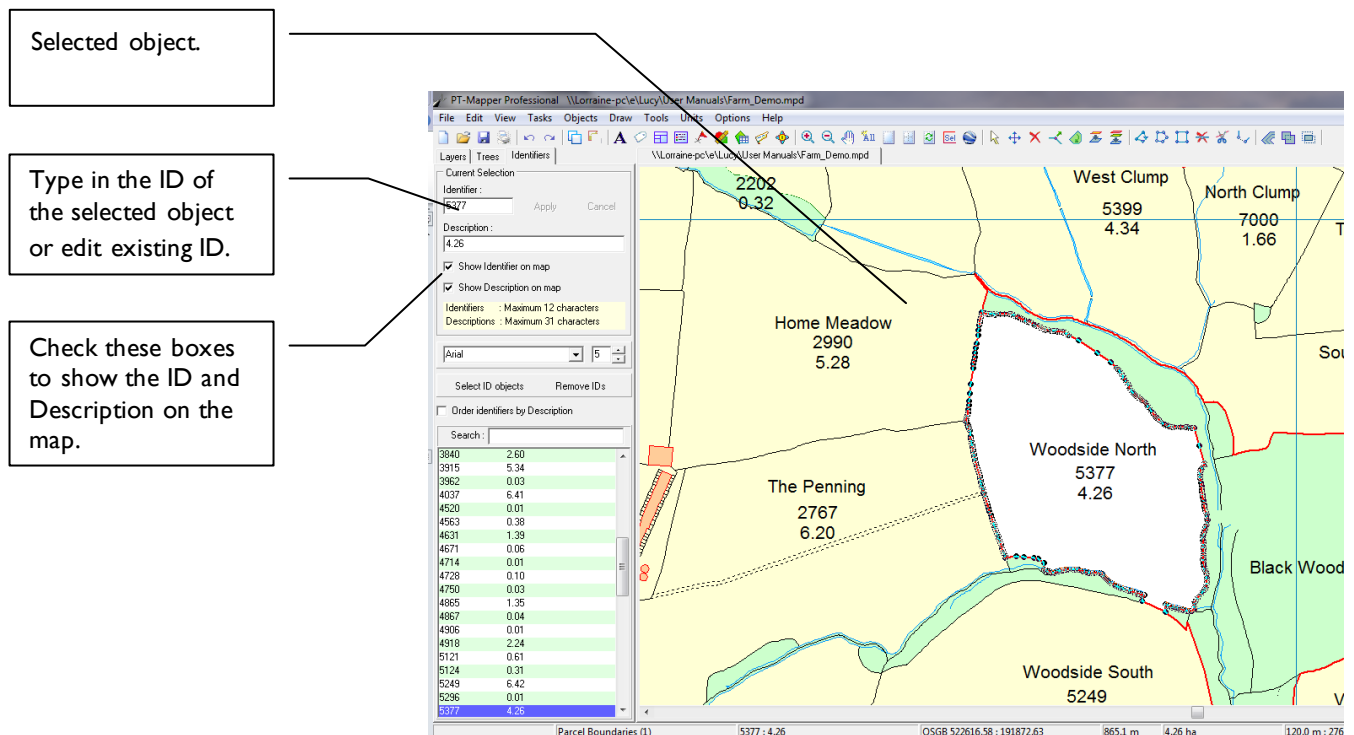 Selected object.
Type in the ID of
the selected object
or edit existing ID.
Check these boxes
to show the ID and
Description on the
map.
PT-Mapper Professional \\Lorraine-pc\e\Lucy\User Manuals\Farm_Demo.mpd
File Edit View Tasks Objects Draw Tools Units Options Help
Layers Trees Identifiers
\\Lorraine-pc\e\Lucy\User Manuals\Farm_Demo.mpd
Current Selection
Identifier :
5377 Apply Cancel
Description :
4.26
Show Identifier on map
Show Description on map
Identifiers : Maximum 12 characters
Descriptions : Maximum 31 characters
Arial 5
Select ID objects Remove IDs
Order identifiers by Description
Search :
3840 2.60
3915 5.34
3962 0.03
4037 6.41
4520 0.01
4563 0.38
4631 1.39
4671 0.06
4714 0.01
4728 0.10
4750 0.03
4865 1.35
4867 0.04
4906 0.01
4918 2.24
5121 0.61
5124 0.31
5249 6.42
5296 0.01
5377 4.26
2202
0.32
West Clump
5399
4.34
North Clump
7000
1.66
T
Home Meadow
2990
5.28
Sou
Woodside North
5377
4.26
The Penning
2767
6.20
Black Wood
Woodside South
5249
V
Parcel Boundaries (1) 5377 : 4.26 OSGB 522616.58 : 191872.63 865.1 m 4.26 ha 120.0 m : 276